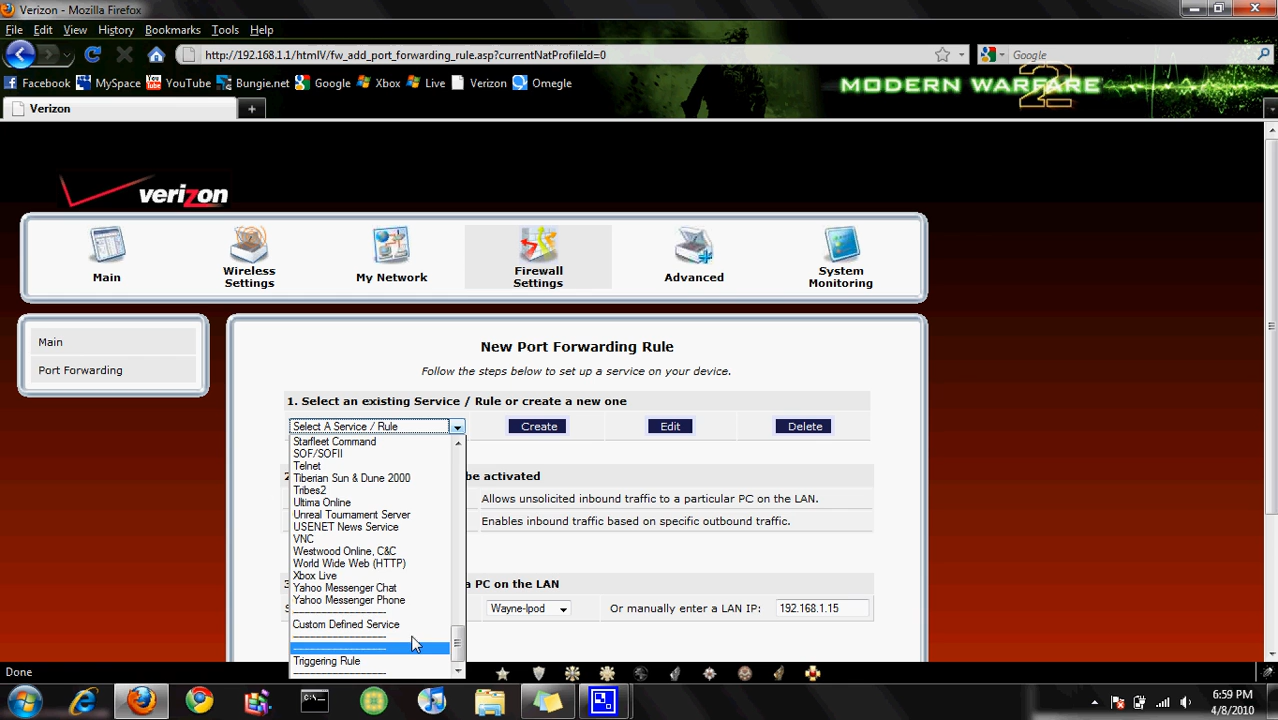 Verizon - Mozilla Firefox
File Edit View History Bookmarks Tools Help
http://192.168.1.1/htmlV/fw_add_port_forwarding_rule.asp?currentNatProfileId=0
Google
Facebook MySpace YouTube Bungie.net Google Xbox Live Verizon Omegle
MODERN WARFARE
2
Verizon
verizon
Main
Wireless Settings
My Network
Firewall Settings
Advanced
System Monitoring
Main
Port Forwarding
New Port Forwarding Rule
Follow the steps below to set up a service on your device.
1. Select an existing Service / Rule or create a new one
Select A Service / Rule
Create
Edit
Delete
Starfleet Command
SOF/SOFII
Telnet
Tiberian Sun & Dune 2000
Tribes2
Ultima Online
Unreal Tournament Server
USENET News Service
VNC
Westwood Online, C&C
World Wide Web (HTTP)
Xbox Live
Yahoo Messenger Chat
Yahoo Messenger Phone
Custom Defined Service
Triggering Rule
2
be activated
Allows unsolicited inbound traffic to a particular PC on the LAN.
Enables inbound traffic based on specific outbound traffic.
3
a PC on the LAN
Wayne-Ipod
Or manually enter a LAN IP:
192.168.1.15
Done
6:59 PM
4/8/2010